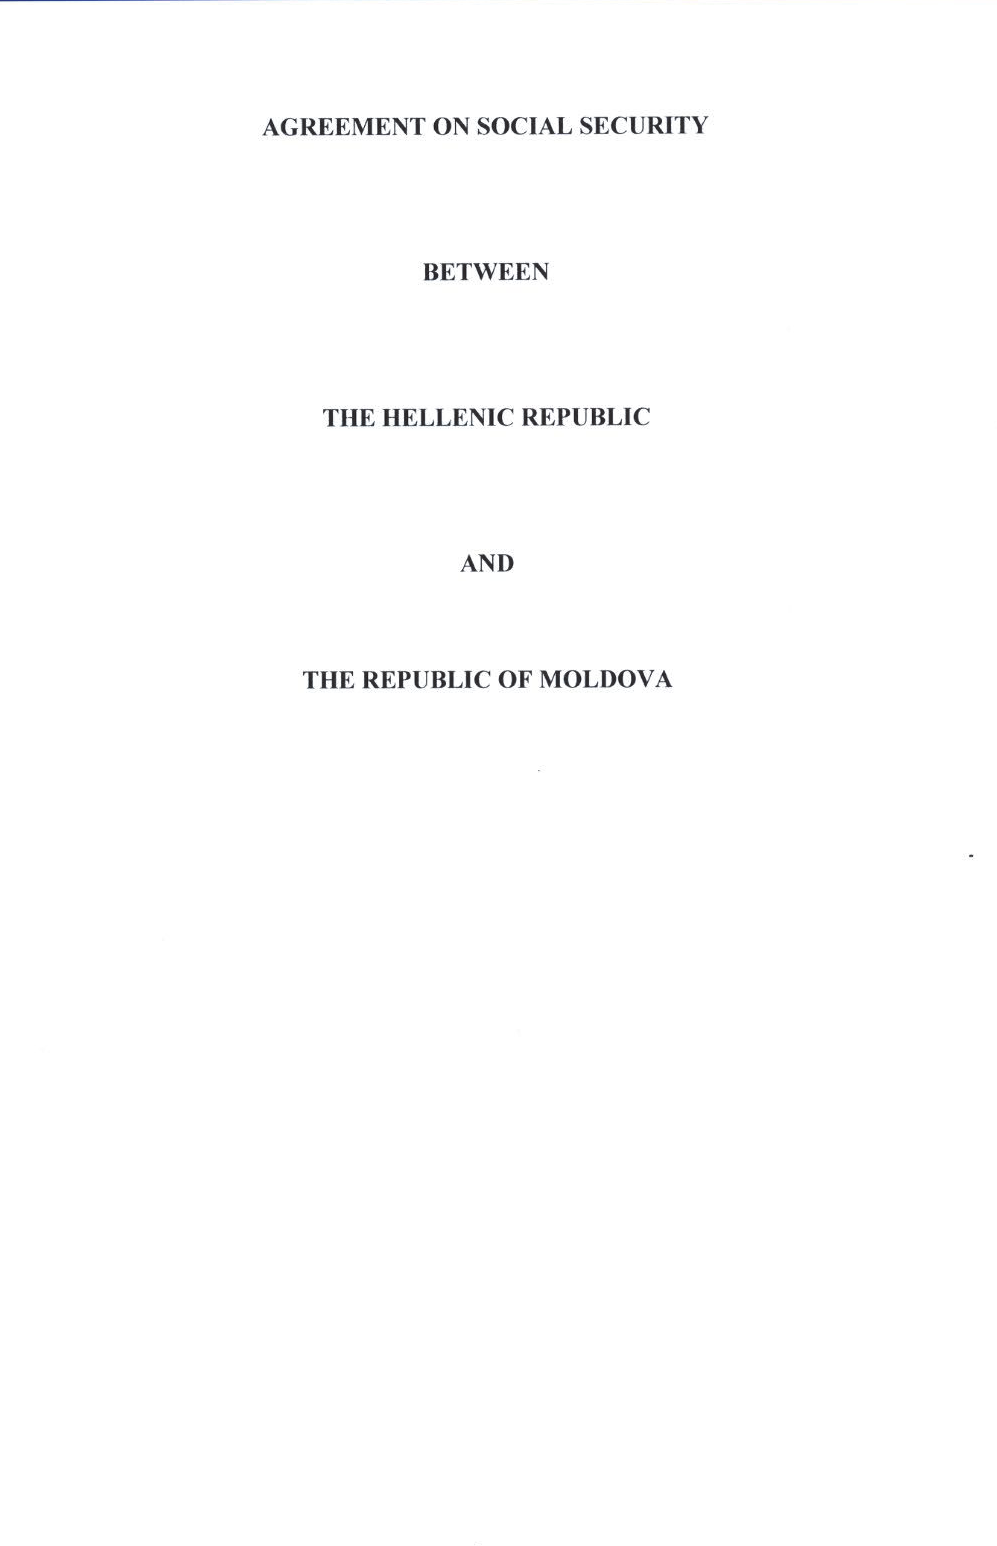 AGREEMENT ON SOCIAL SECURITY
BETWEEN
THE HELLENIC REPUBLIC
AND
THE REPUBLIC OF MOLDOVA